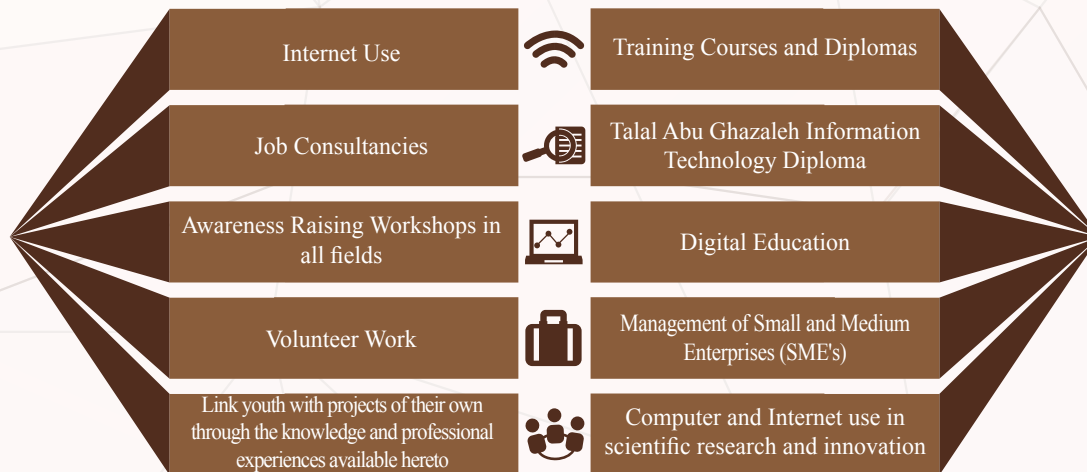 Internet Use
Training Courses and Diplomas
Job Consultancies
Talal Abu Ghazaleh Information
Technology Diploma
Awareness Raising Workshops in
all fields
Digital Education
Volunteer Work
Management of Small and Medium
Enterprises (SME's)
Link youth with projects of their own
through the knowledge and professional
experiences available hereto
Computer and Internet use in
scientific research and innovation